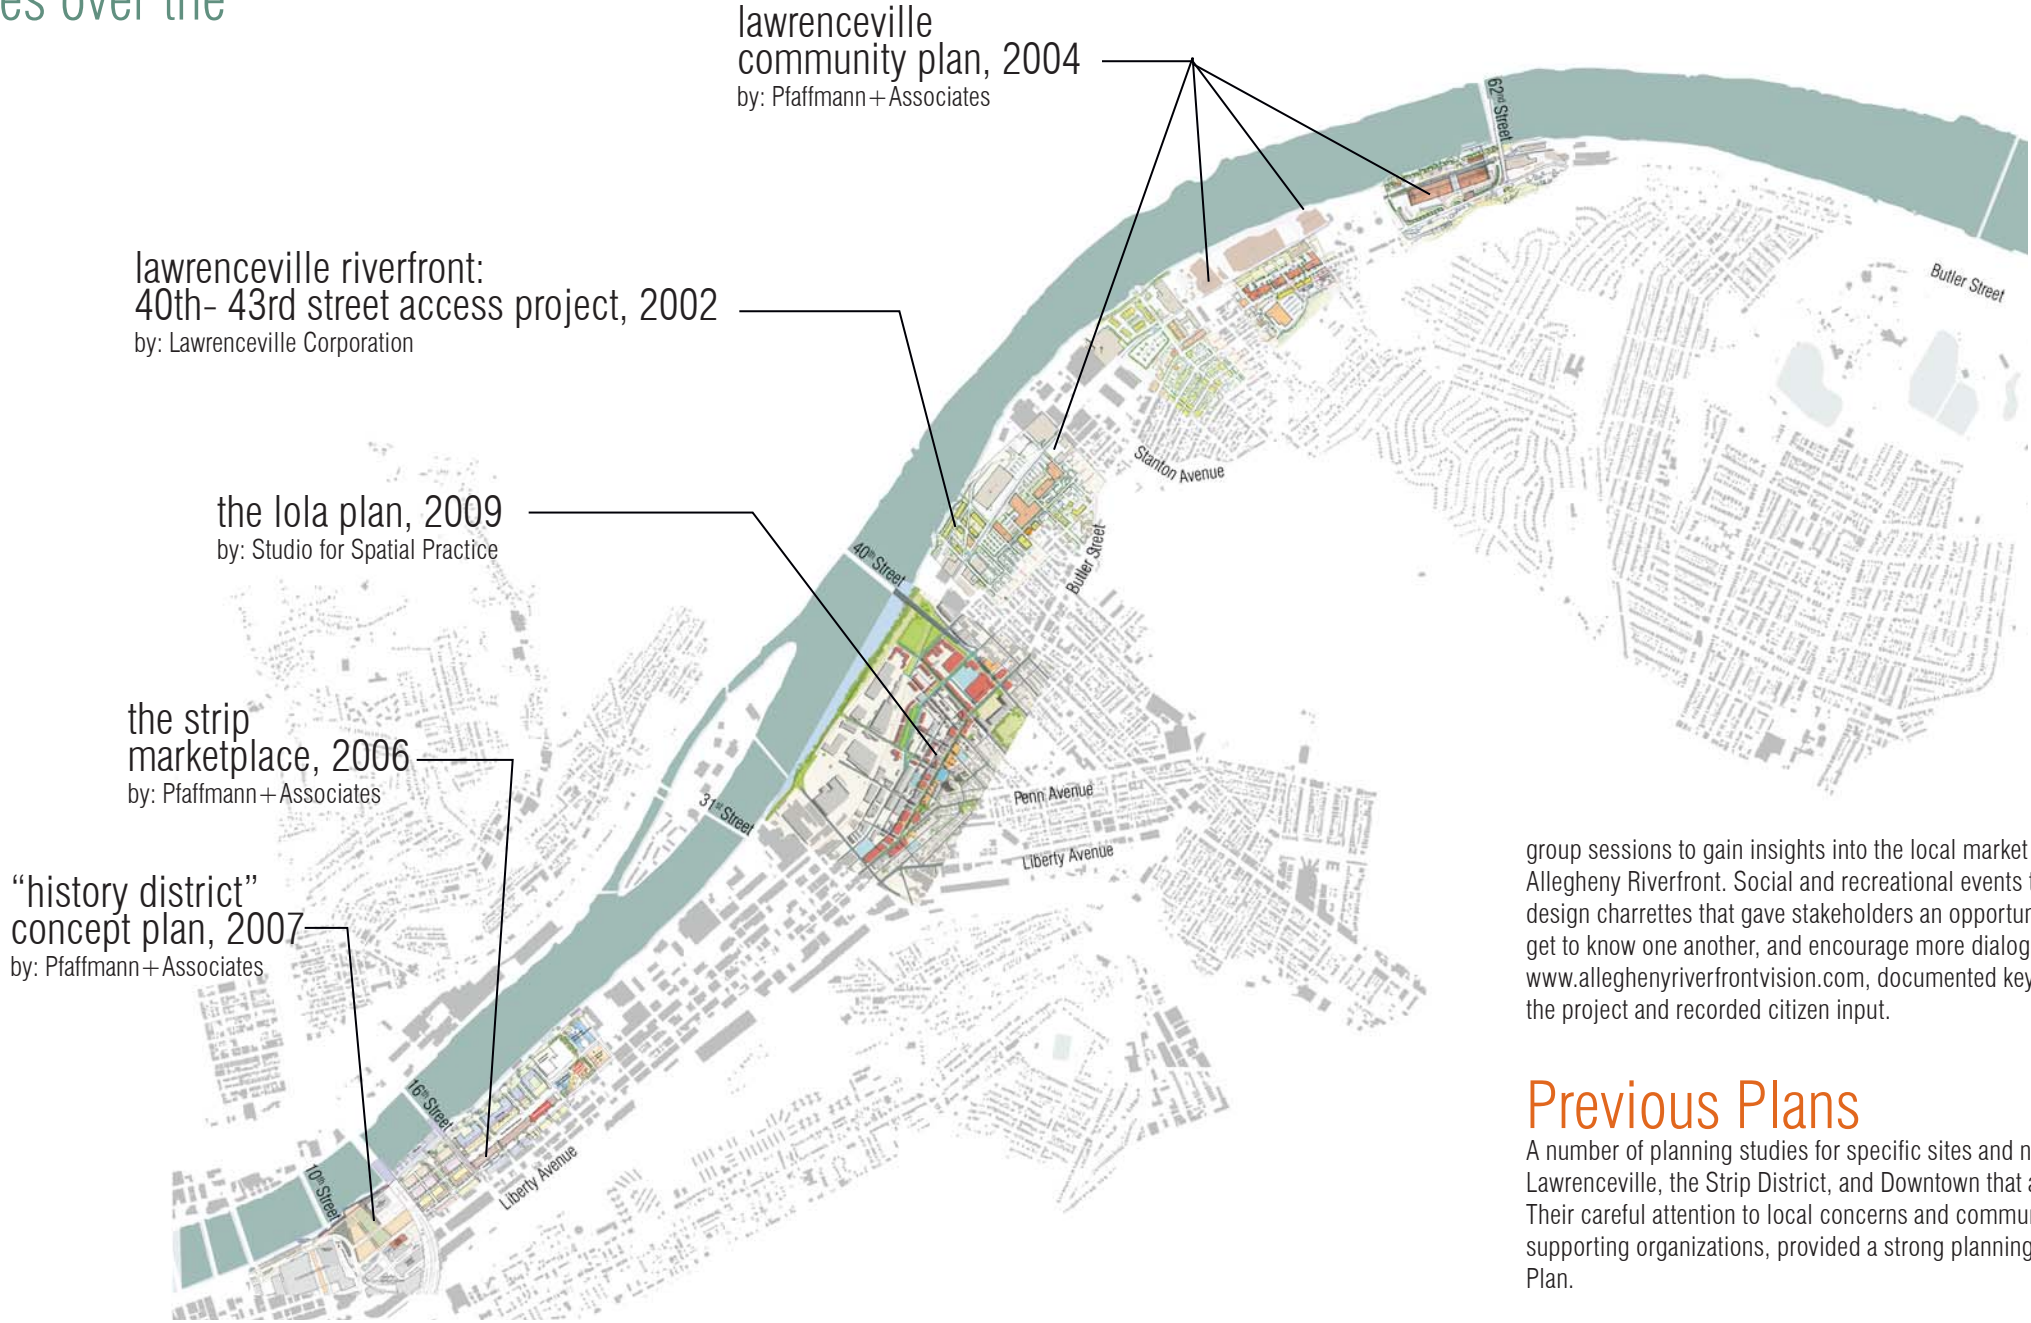 es over the
lawrenceville
community plan, 2004
by: Pfaffmann+Associates
lawrenceville riverfront:
40th- 43rd street access project, 2002
by: Lawrenceville Corporation
the lola plan, 2009
by: Studio for Spatial Practice
the strip
marketplace, 2006
by: Pfaffmann+Associates
“history district”
concept plan, 2007
by: Pfaffmann+Associates
62nd Street
Butler Street
Stanton Avenue
Butler Street
40th Street
31st Street
Penn Avenue
Liberty Avenue
16th Street
10th Street
Liberty Avenue
group sessions to gain insights into the local market
Allegheny Riverfront. Social and recreational events
design charrettes that gave stakeholders an opportun
get to know one another, and encourage more dialog
www.alleghenyriverfrontvision.com, documented key
the project and recorded citizen input.
Previous Plans
A number of planning studies for specific sites and n
Lawrenceville, the Strip District, and Downtown that a
Their careful attention to local concerns and commu
supporting organizations, provided a strong planning
Plan.